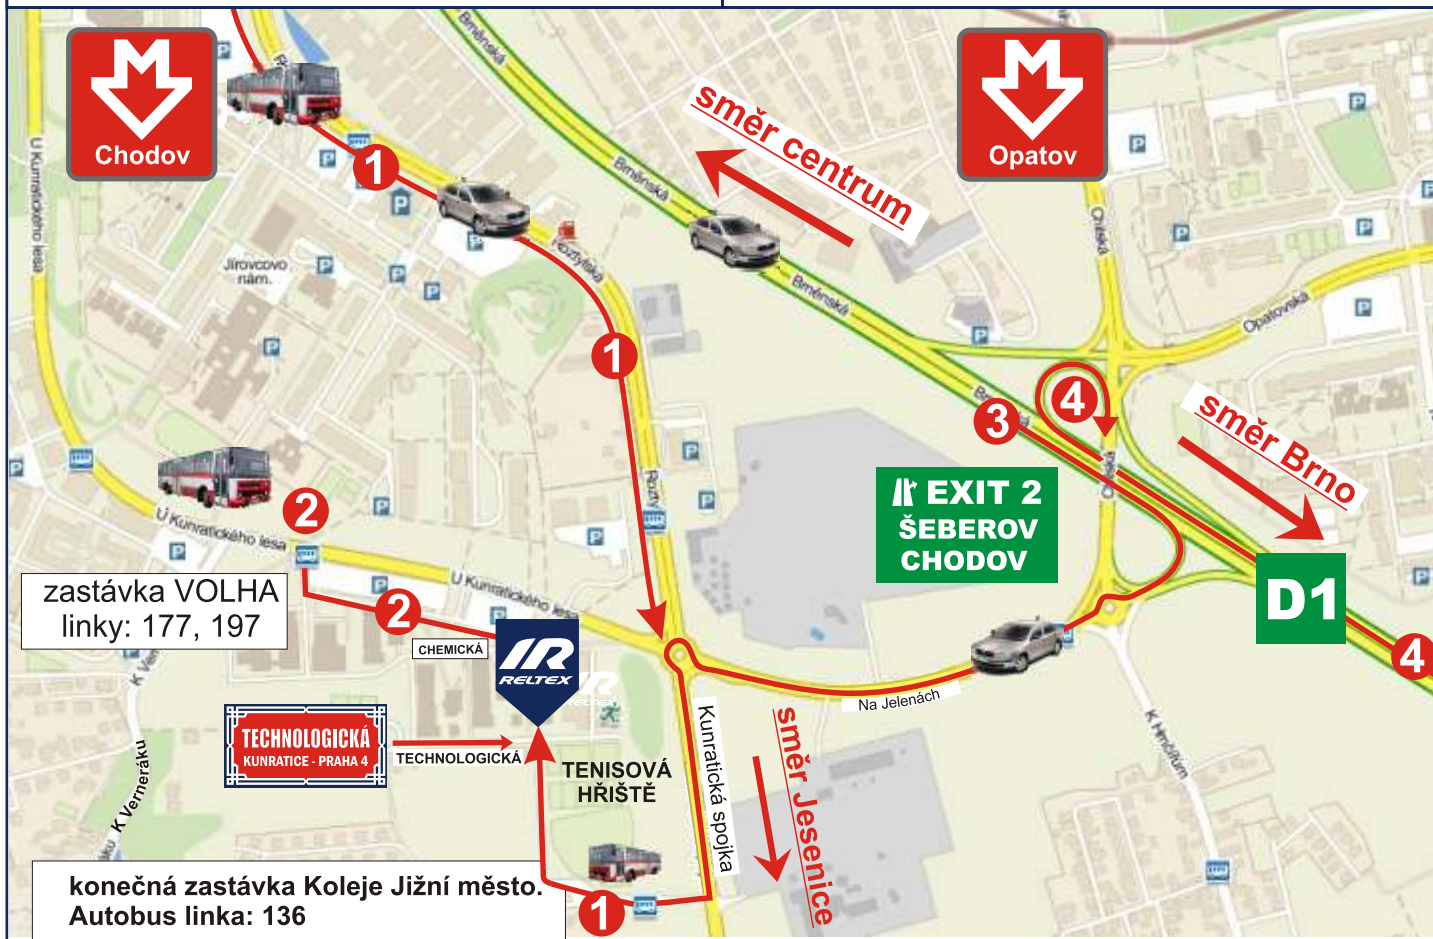 Chodov
Opatov
směr centrum
Brněnská
Brněnská
Brněnská
Chilská
Opatovská
U Kunratického lesa
Jírovcovo
nám.
Roztylská
1
1
3
4
směr Brno
EXIT 2
ŠEBEROV
CHODOV
D1
4
2
U Kunratického lesa
zastávka VOLHA
linky: 177, 197
2
U Kunratického lesa
CHEMICKÁ
IR
RELTEX
TECHNOLOGICKÁ
KUNRATICE - PRAHA 4
TECHNOLOGICKÁ
TENISOVÁ
HŘIŠTĚ
Na Jelenách
Kunratická spojka
směr Jesenice
K Hrnčířům
K Verneráku
konečná zastávka Koleje Jižní město.
Autobus linka: 136
1